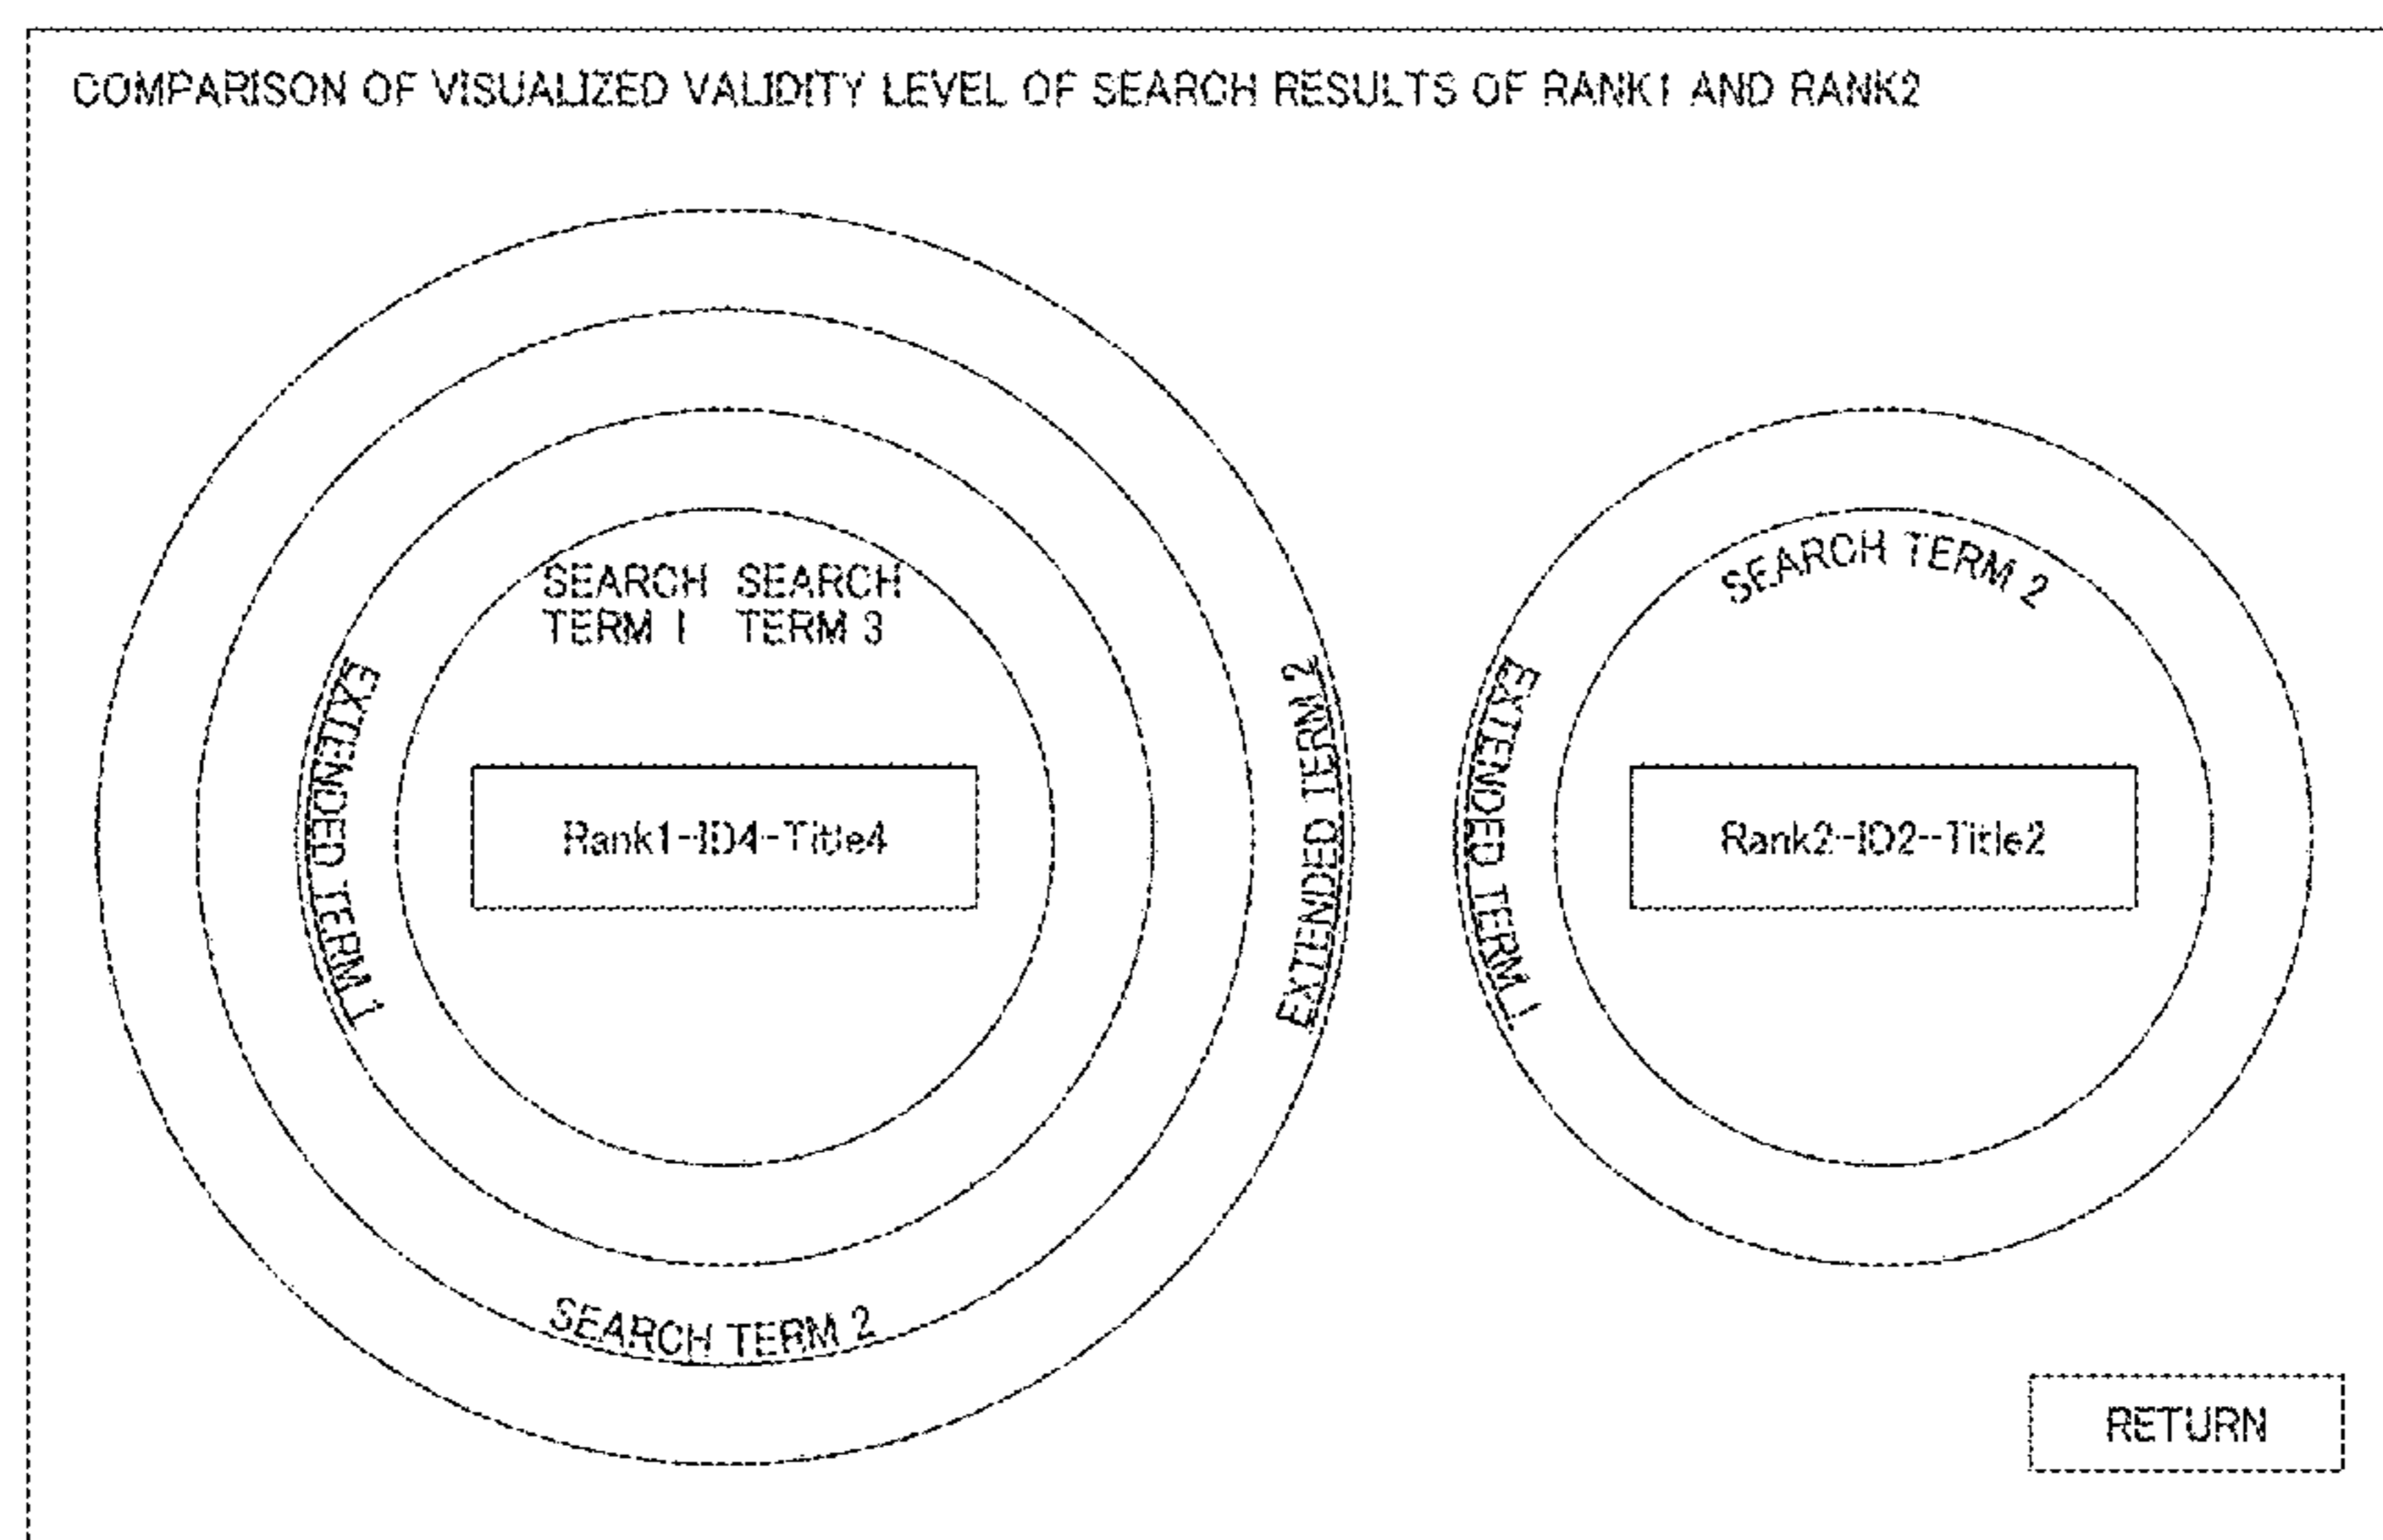 COMPARISON OF VISUALIZED VALIDITY LEVEL OF SEARCH RESULTS OF RANK1 AND RANK2
SEARCH SEARCH
TERM 1 TERM 3
EXTENDED TERM 1
Rank1-ID4-Title4
EXTENDED TERM 2
SEARCH TERM 2
SEARCH TERM 2
EXTENDED TERM 1
Rank2-ID2-Title2
RETURN